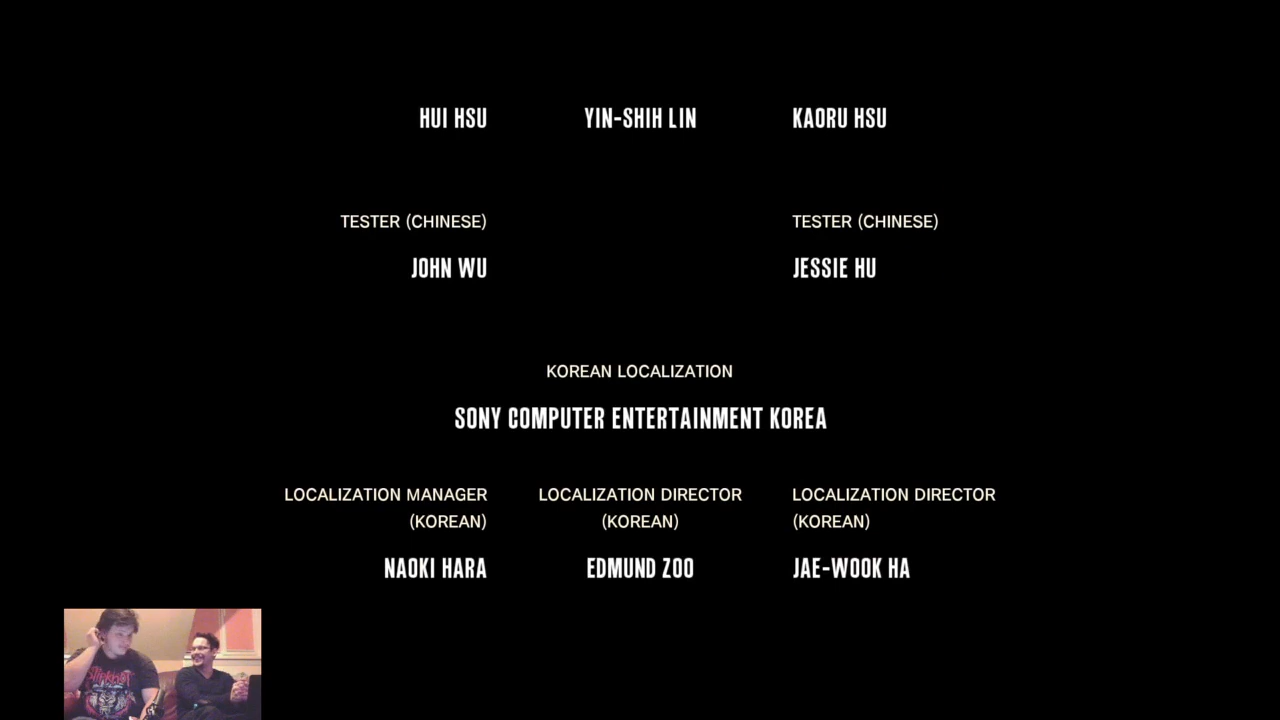 HUI HSU YIN-SHIH LIN KAORU HSU
TESTER (CHINESE) TESTER (CHINESE)
JOHN WU JESSIE HU
KOREAN LOCALIZATION
SONY COMPUTER ENTERTAINMENT KOREA
LOCALIZATION MANAGER LOCALIZATION DIRECTOR LOCALIZATION DIRECTOR
(KOREAN) (KOREAN) (KOREAN)
NAOKI HARA EDMUND ZOO JAE-WOOK HA
Slipknot